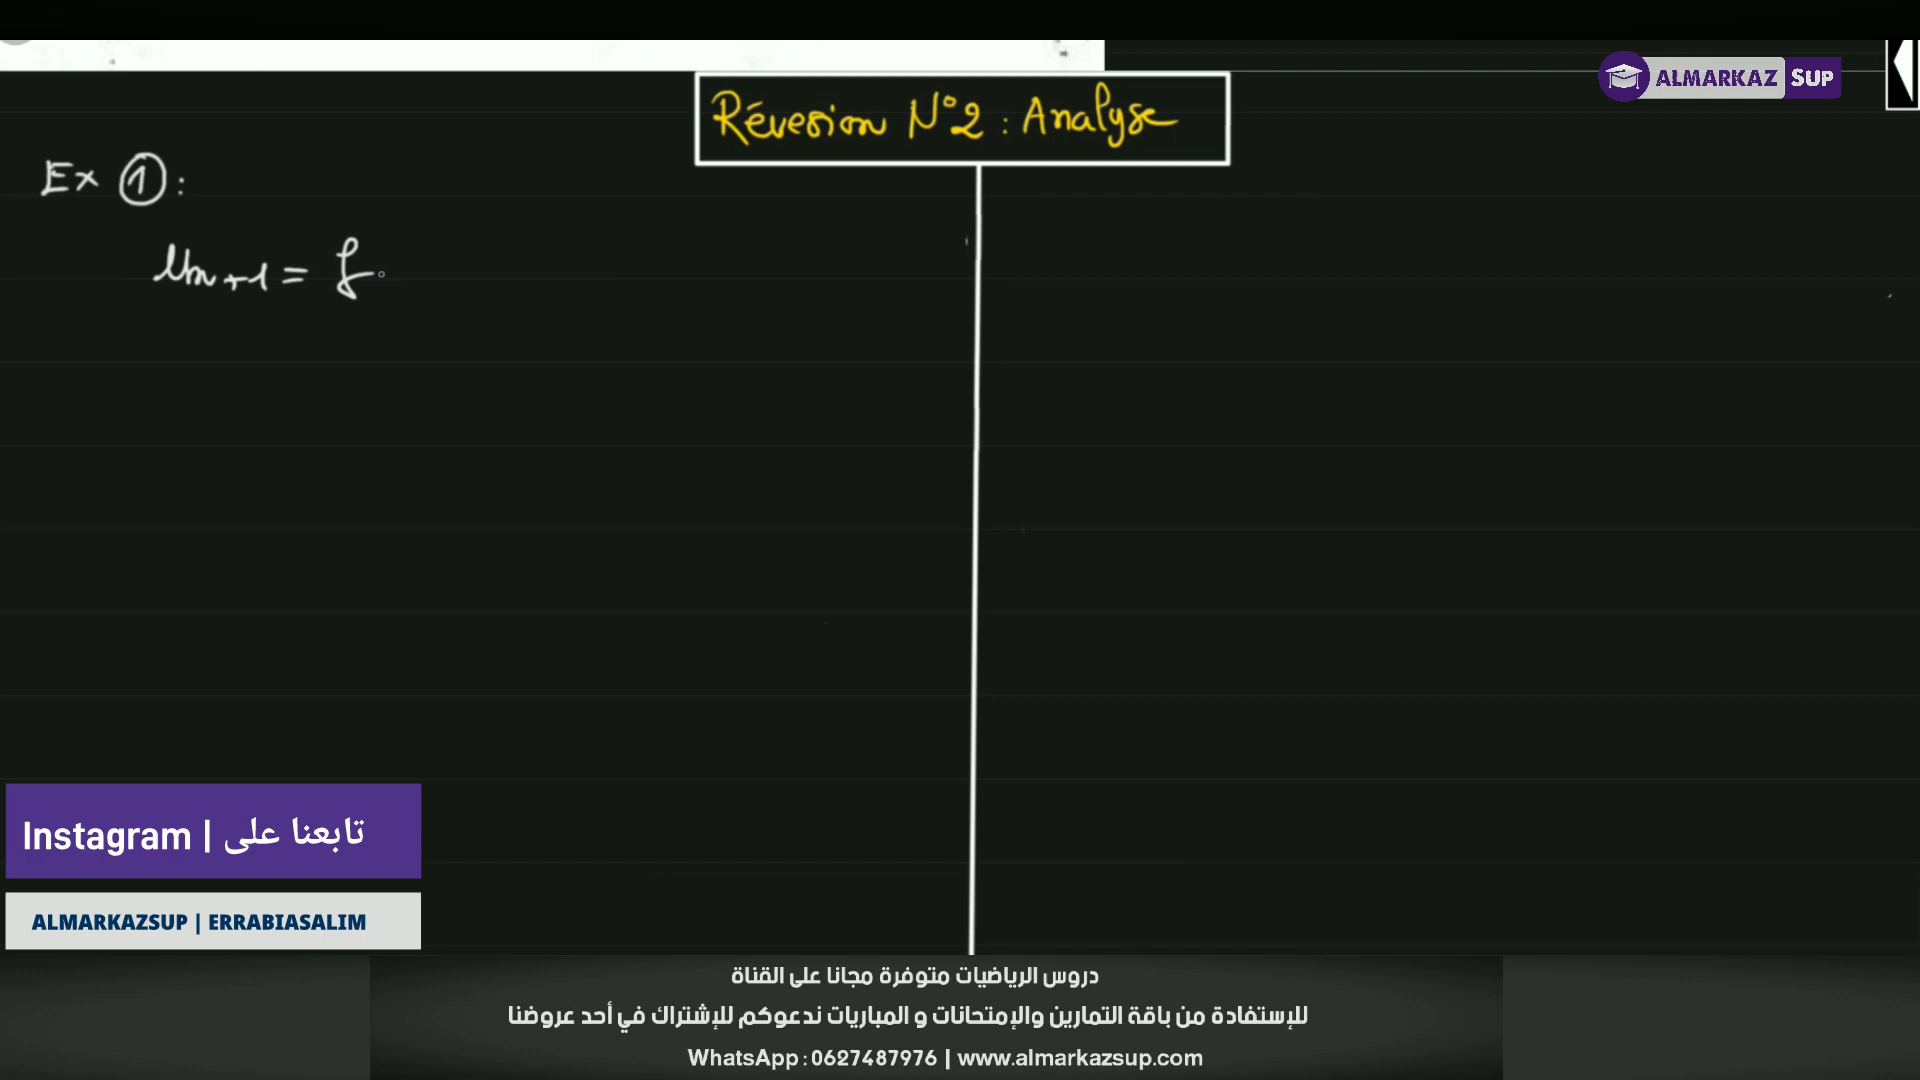 ALMARKAZ SUP
Révesion N°2 : Analyse
Ex ① :
Un+1 = f
Instagram | تابعنا على
ALMARKAZSUP | ERRABIASALIM
دروس الرياضيات متوفرة مجانا على القناة
للإستفادة من باقة التمارين والإمتحانات و المباريات ندعوكم للإشتراك في أحد عروضنا
WhatsApp : 0627487976 | www.almarkazsup.com